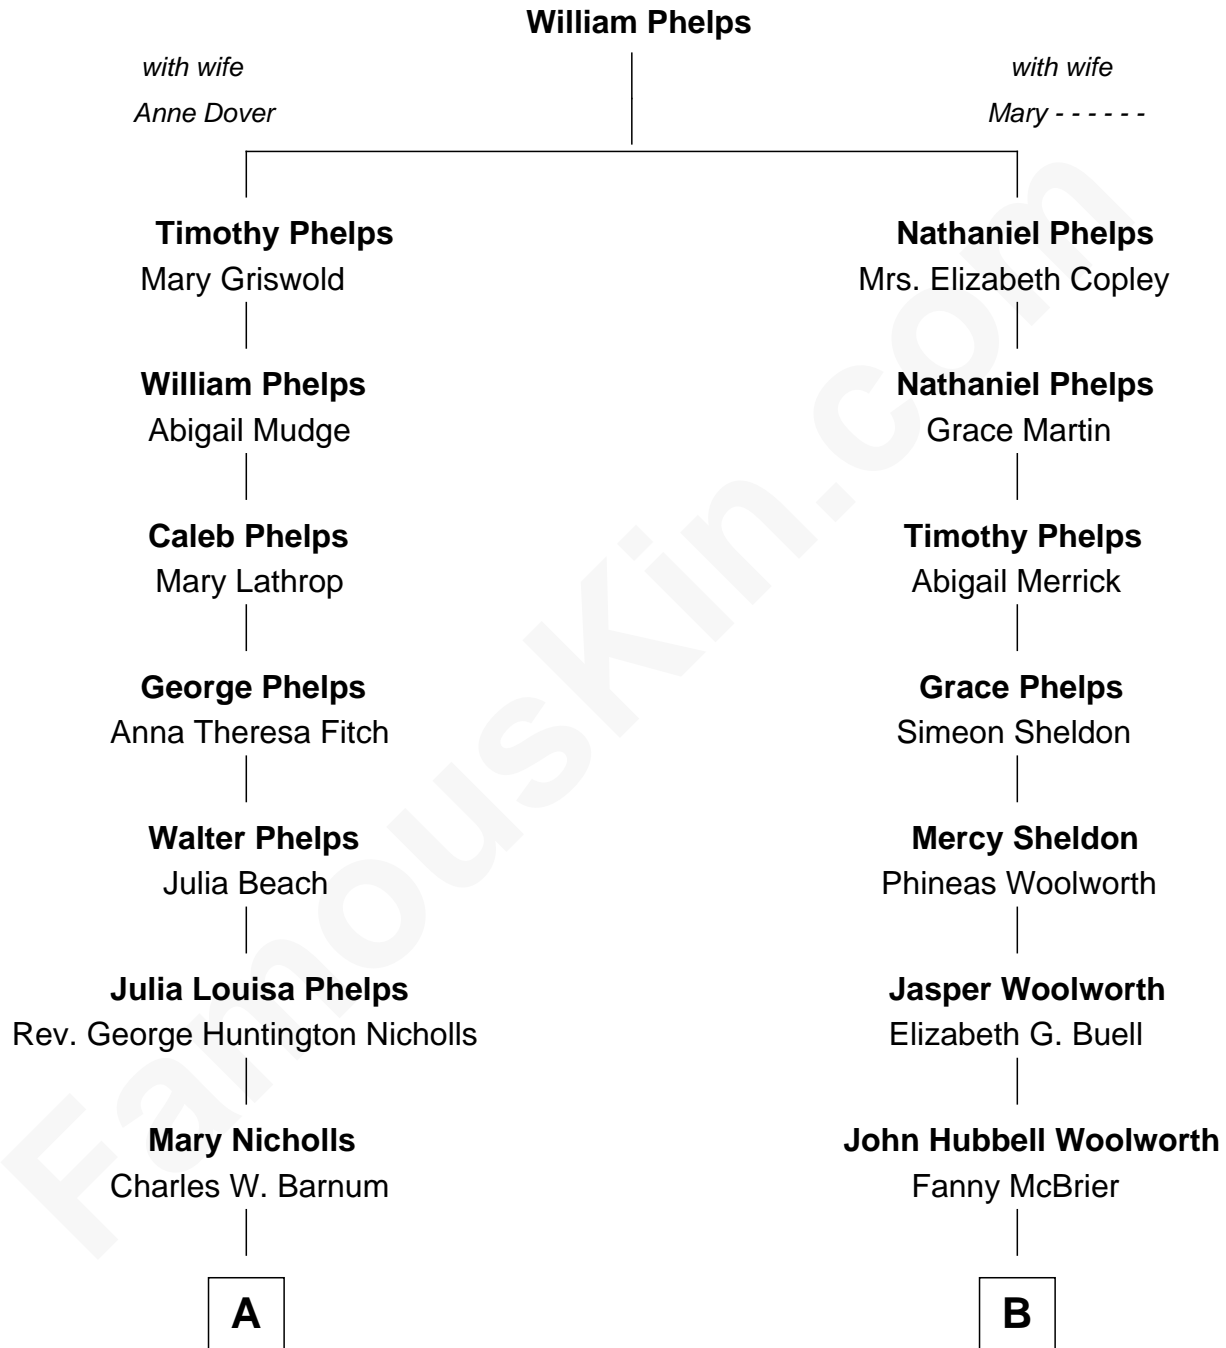 William Phelps
with wife
Anne Dover
with wife
Mary - - - - - -
Timothy Phelps
Mary Griswold
Nathaniel Phelps
Mrs. Elizabeth Copley
William Phelps
Abigail Mudge
Nathaniel Phelps
Grace Martin
Caleb Phelps
Mary Lathrop
Timothy Phelps
Abigail Merrick
George Phelps
Anna Theresa Fitch
Grace Phelps
Simeon Sheldon
Walter Phelps
Julia Beach
Mercy Sheldon
Phineas Woolworth
Julia Louisa Phelps
Rev. George Huntington Nicholls
Jasper Woolworth
Elizabeth G. Buell
Mary Nicholls
Charles W. Barnum
John Hubbell Woolworth
Fanny McBrier
A
B
FamousKin.com